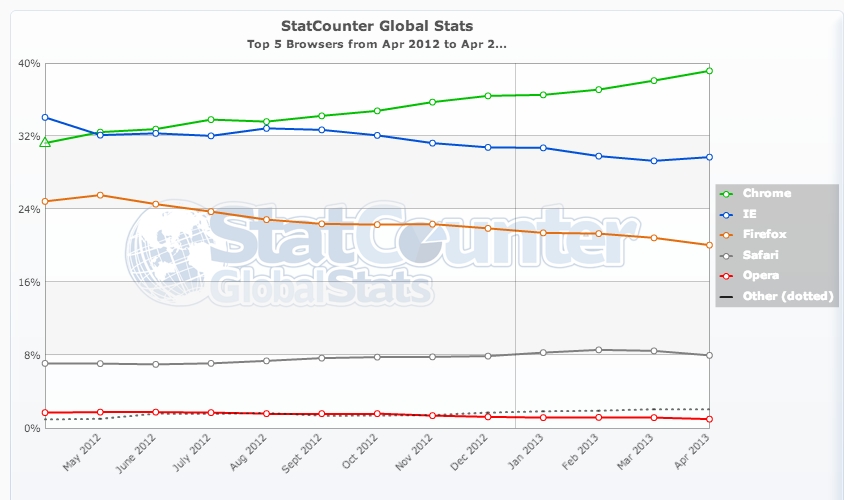 StatCounter Global Stats
Top 5 Browsers from Apr 2012 to Apr 2...
40%
32%
24%
16%
8%
0%
StatCounter
GlobalStats
Chrome
IE
Firefox
Safari
Opera
Other (dotted)
May 2012
June 2012
July 2012
Aug 2012
Sept 2012
Oct 2012
Nov 2012
Dec 2012
Jan 2013
Feb 2013
Mar 2013
Apr 2013